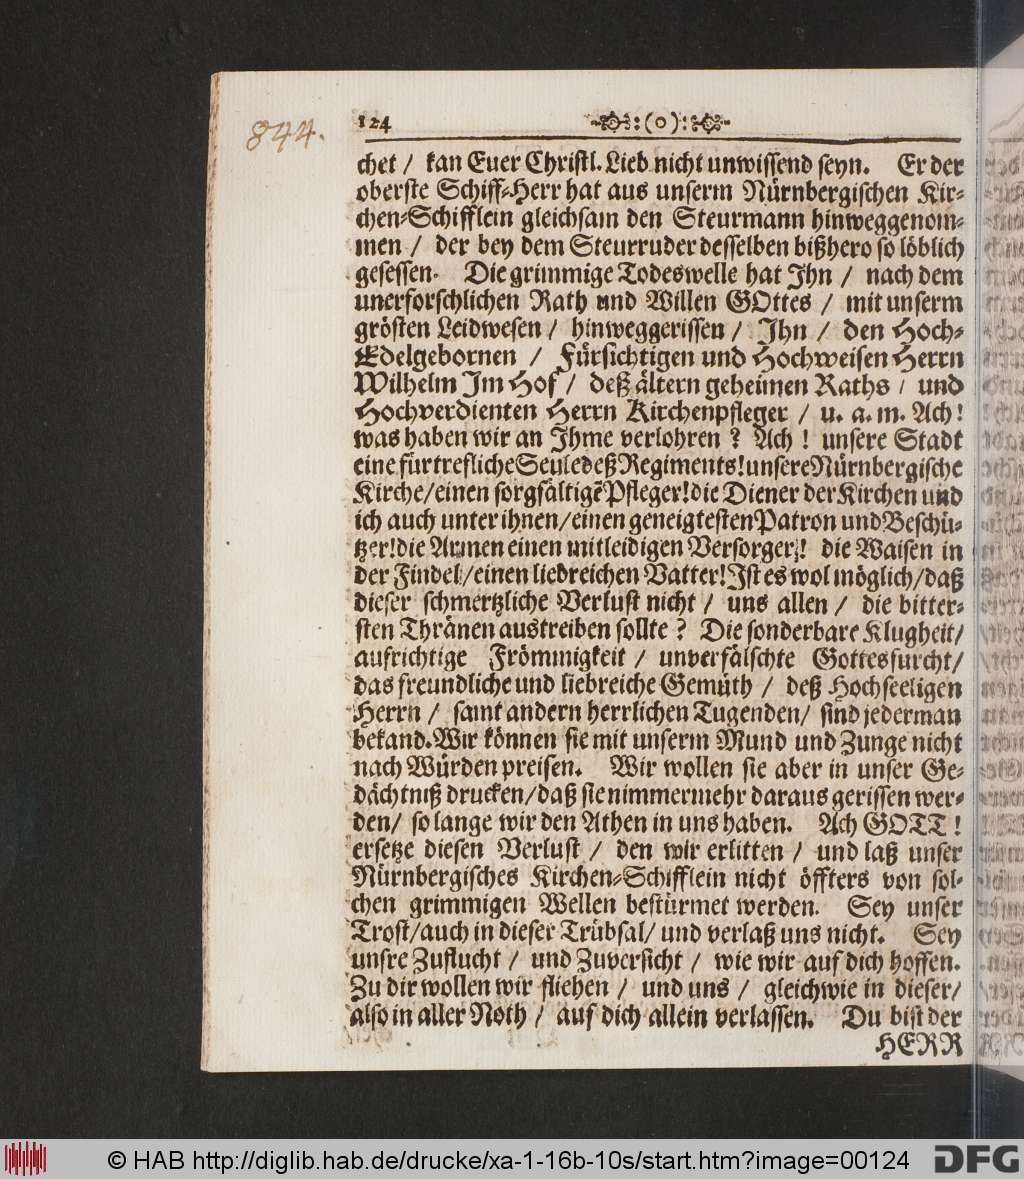 844.
124 :(o):
chet / kan Euer Christl. Lieb nicht unwissend seyn. Er der
oberste Schiff-Herr hat aus unserm Nürnbergischen Kir-
chen-Schifflein gleichsam den Steurmann hinweggenom-
men / der bey dem Steurruder desselben bißhero so löblich
gesessen. Die grimmige Todeswelle hat Ihn / nach dem
unerforschlichen Rath und Willen GOttes / mit unserm
grösten Leidwesen / hinweggerissen / Ihn / den Hoch-
Edelgebornen / Fürsichtigen und Hochweisen Herrn
Wilhelm Im Hof / deß ältern geheimen Raths / und
Hochverdienten Herrn Kirchenpfleger / u. a. m. Ach!
was haben wir an Ihme verlohren? Ach! unsere Stadt
eine fürtrefliche Seule deß Regiments! unsere Nürnbergische
Kirche/einen sorgfältigē Pfleger! die Diener der Kirchen und
ich auch unter ihnen/einen geneigtesten Patron und Beschü-
tzer! die Armen einen mitleidigen Versorger! die Waisen in
der Findel/einen liebreichen Vatter! Ist es wol möglich/daß
dieser schmertzliche Verlust nicht / uns allen / die bitter-
sten Thränen austreiben sollte? Die sonderbare Klugheit/
aufrichtige Frömmigkeit / unverfälschte Gottesfurcht/
das freundliche und liebreiche Gemüth / deß Hochseeligen
Herrn / samt andern herrlichen Tugenden/ sind jederman
bekand. Wir können sie mit unserm Mund und Zunge nicht
nach Würden preisen. Wir wollen sie aber in unser Ge-
dächtniß drucken/daß sie nimmermehr daraus gerissen wer-
den/ so lange wir den Athen in uns haben. Ach GOTT!
ersetze diesen Verlust / den wir erlitten / und laß unser
Nürnbergisches Kirchen-Schifflein nicht öffters von sol-
chen grimmigen Wellen bestürmet werden. Sey unser
Trost/auch in dieser Trübsal/ und verlaß uns nicht. Sey
unsre Zuflucht / und Zuversicht / wie wir auf dich hoffen.
Zu dir wollen wir fliehen / und uns / gleichwie in dieser/
also in aller Noth / auf dich allein verlassen. Du bist der
HERR
© HAB http://diglib.hab.de/drucke/xa-1-16b-10s/start.htm?image=00124
DFG